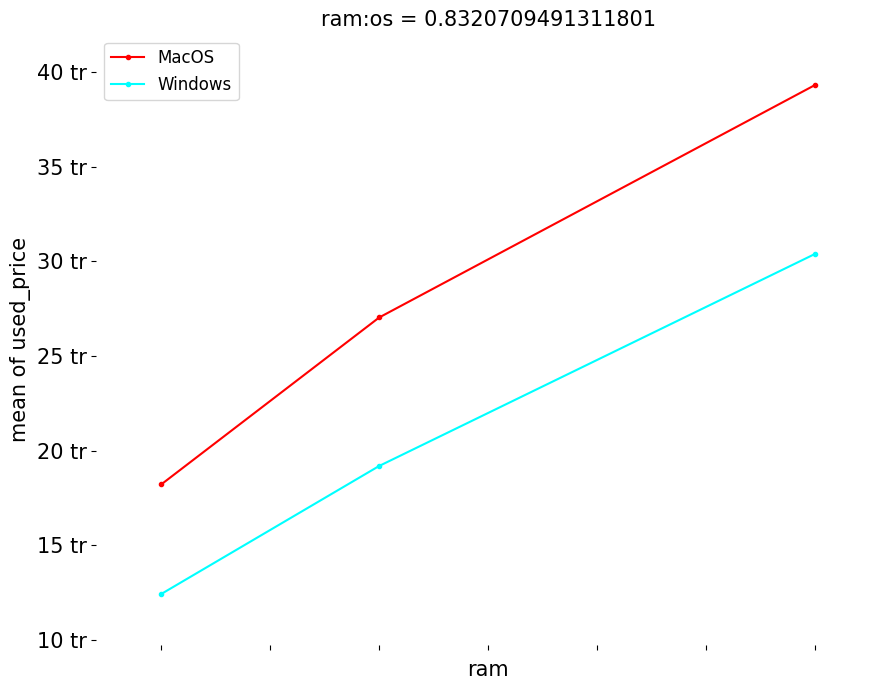 ram:os = 0.8320709491311801
MacOS
Windows
40 tr
35 tr
30 tr
25 tr
20 tr
15 tr
10 tr
mean of used_price
ram